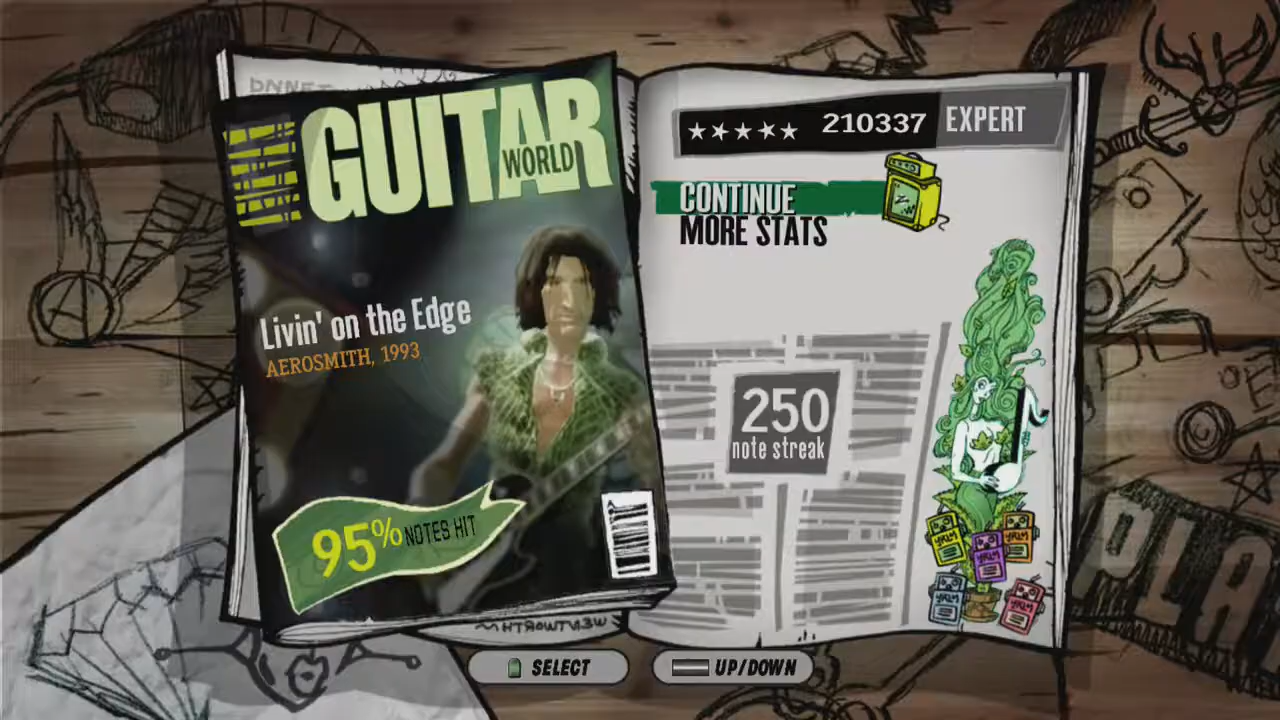 GUITAR
WORLD
Livin' on the Edge
AEROSMITH, 1993
95% NOTES HIT
★★★★★ 210337 EXPERT
CONTINUE
MORE STATS
250
note streak
SELECT
UP/DOWN